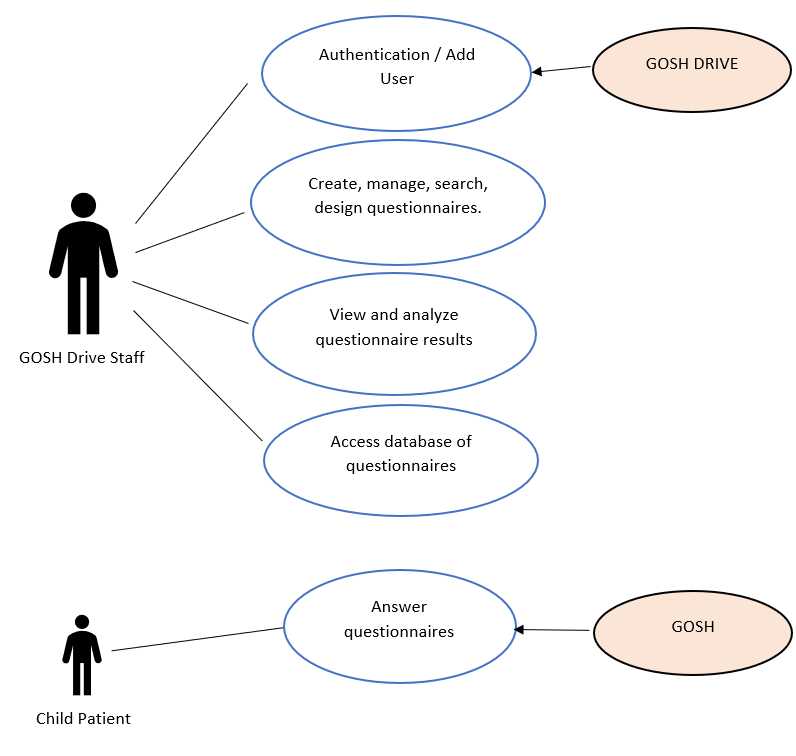 Authentication / Add
User
GOSH DRIVE
Create, manage, search,
design questionnaires.
View and analyze
questionnaire results
GOSH Drive Staff
Access database of
questionnaires
Answer
questionnaires
GOSH
Child Patient